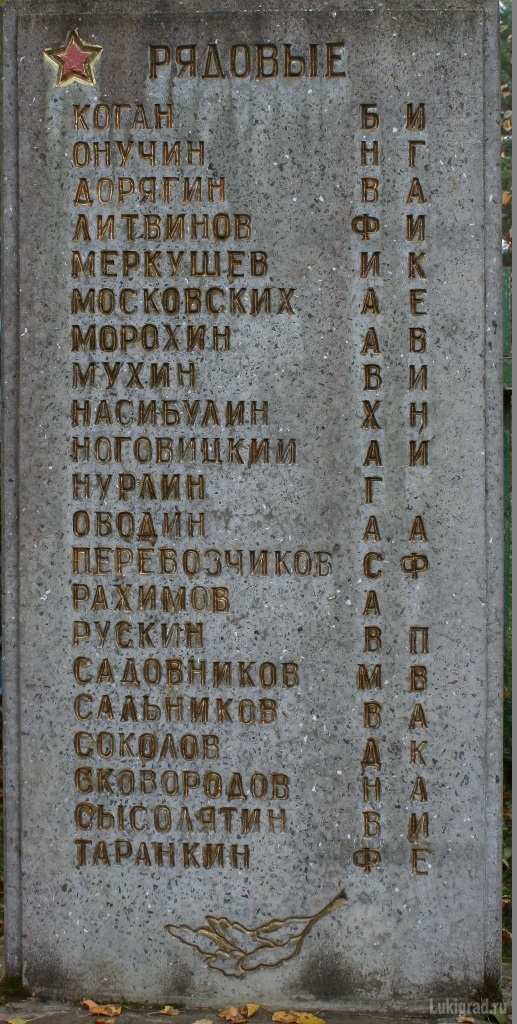 РЯДОВЫЕ
КОГАН Б И
ОНУЧИН Н Г
ДОРЯГИН В А
ЛИТВИНОВ Ф И
МЕРКУШЕВ И К
МОСКОВСКИХ А Е
МОРОХИН А В
МУХИН В И
НАСИБУЛИН Х Н
НОГОВИЦКИЙ А И
НУРЛИН Г
ОВОДИН А А
ПЕРЕВОЗЧИКОВ С Ф
РАХИМОВ А
РУСКИН В П
САДОВНИКОВ М В
САЛЬНИКОВ В А
СОКОЛОВ Д К
СКОВОРОДОВ Н А
СЫСОЛЯТИН В И
ТАРАНКИН Ф Е
Lukigrad.ru